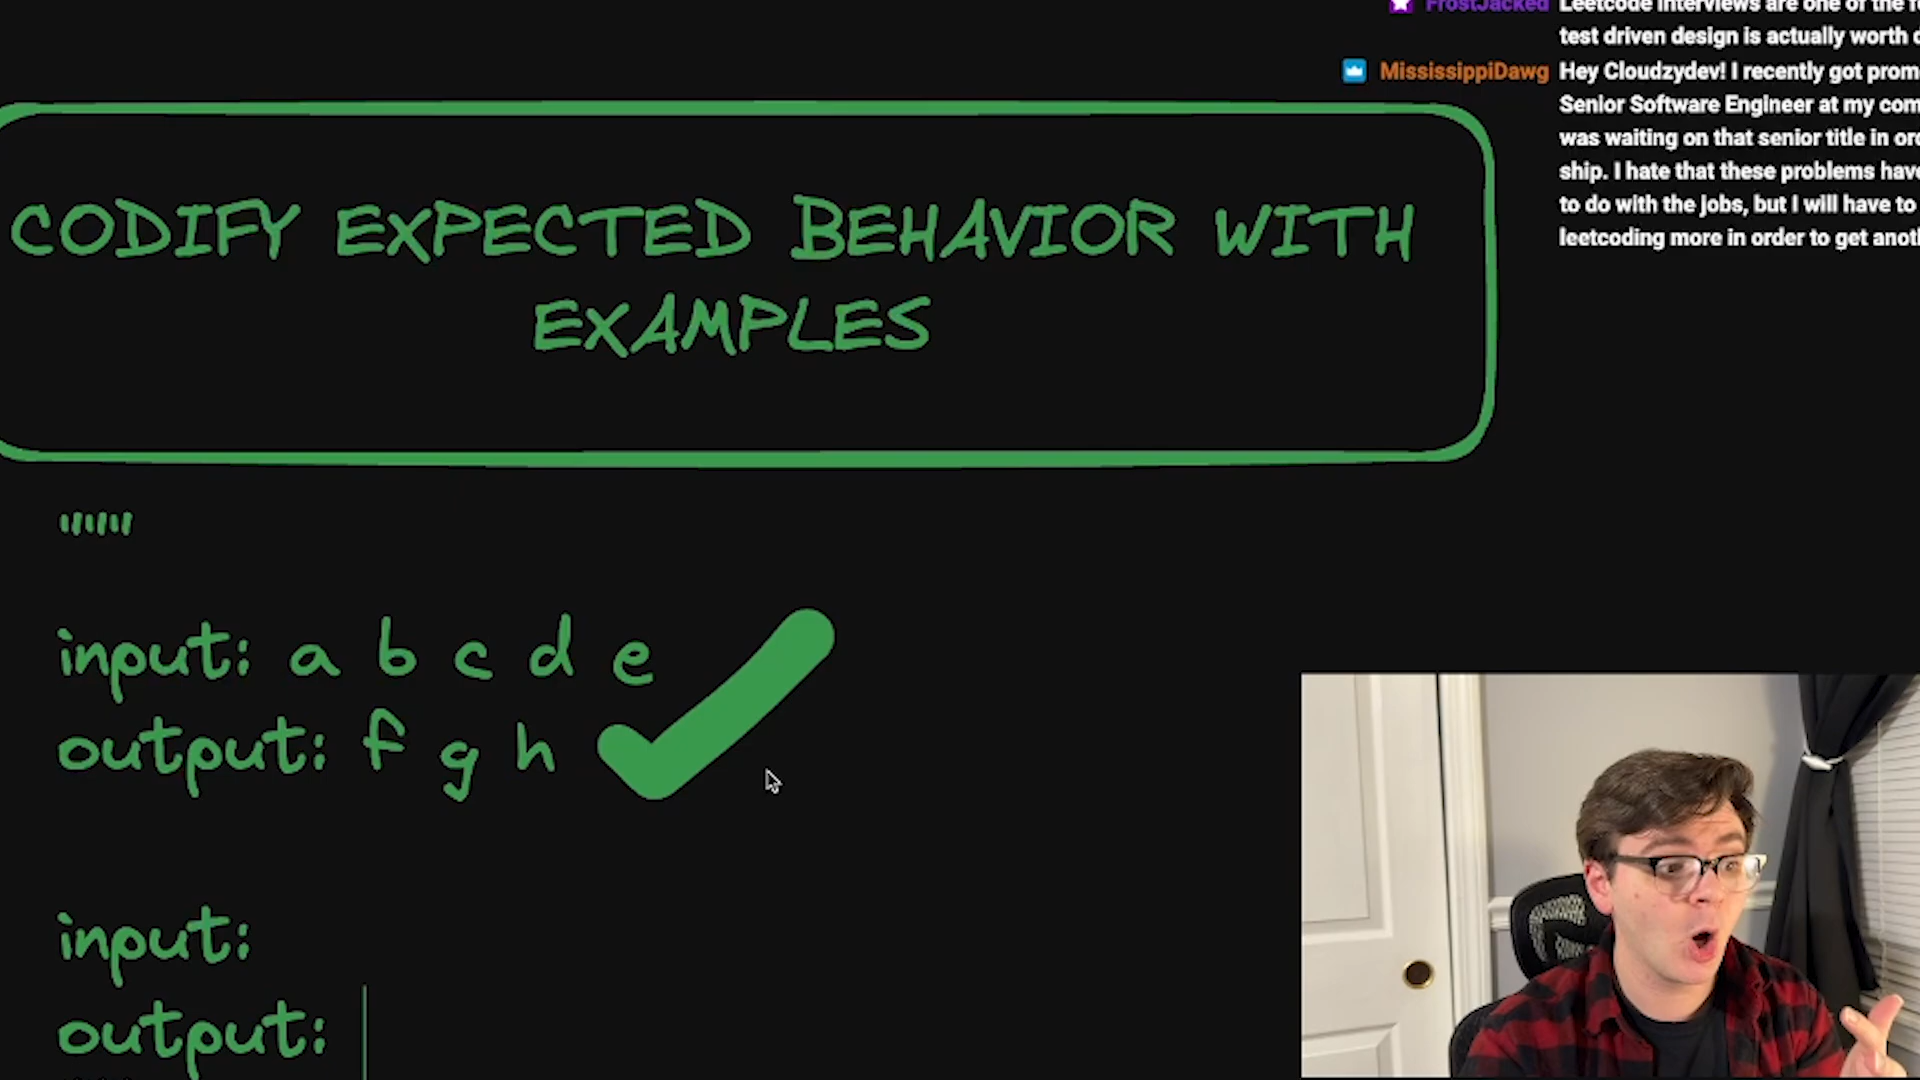 FrostJacked Leetcode interviews are one of the
test driven design is actually worth
MississippiDawg Hey Cloudzydev! I recently got prom
Senior Software Engineer at my com
was waiting on that senior title in
ship. I hate that these problems have
to do with the jobs, but I will have to
leetcoding more in order to get
CODIFY EXPECTED BEHAVIOR WITH
EXAMPLES
"""
input: a b c d e
output: f g h
input:
output: